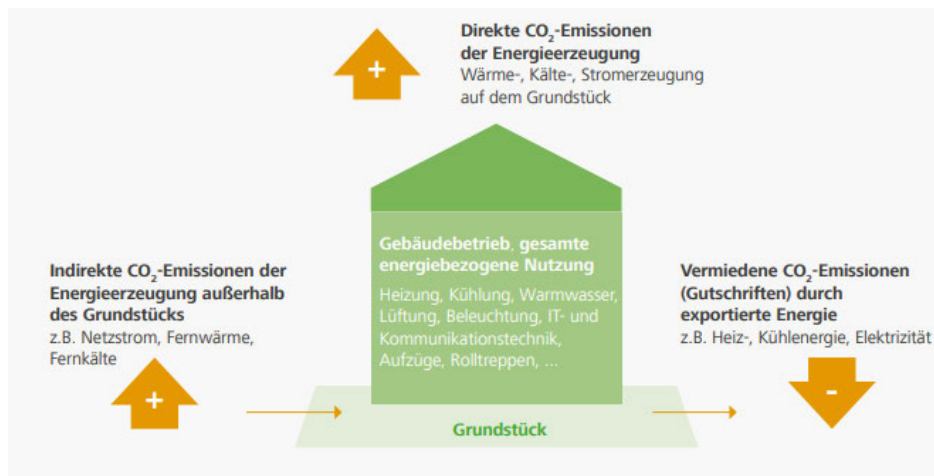 +
Direkte CO₂-Emissionen
der Energieerzeugung
Wärme-, Kälte-, Stromerzeugung
auf dem Grundstück
Indirekte CO₂-Emissionen der
Energieerzeugung außerhalb
des Grundstücks
z.B. Netzstrom, Fernwärme,
Fernkälte
+
Gebäudebetrieb, gesamte
energiebezogene Nutzung
Heizung, Kühlung, Warmwasser,
Lüftung, Beleuchtung, IT- und
Kommunikationstechnik,
Aufzüge, Rolltreppen, ...
Grundstück
Vermiedene CO₂-Emissionen
(Gutschriften) durch
exportierte Energie
z.B. Heiz-, Kühlenergie, Elektrizität
-